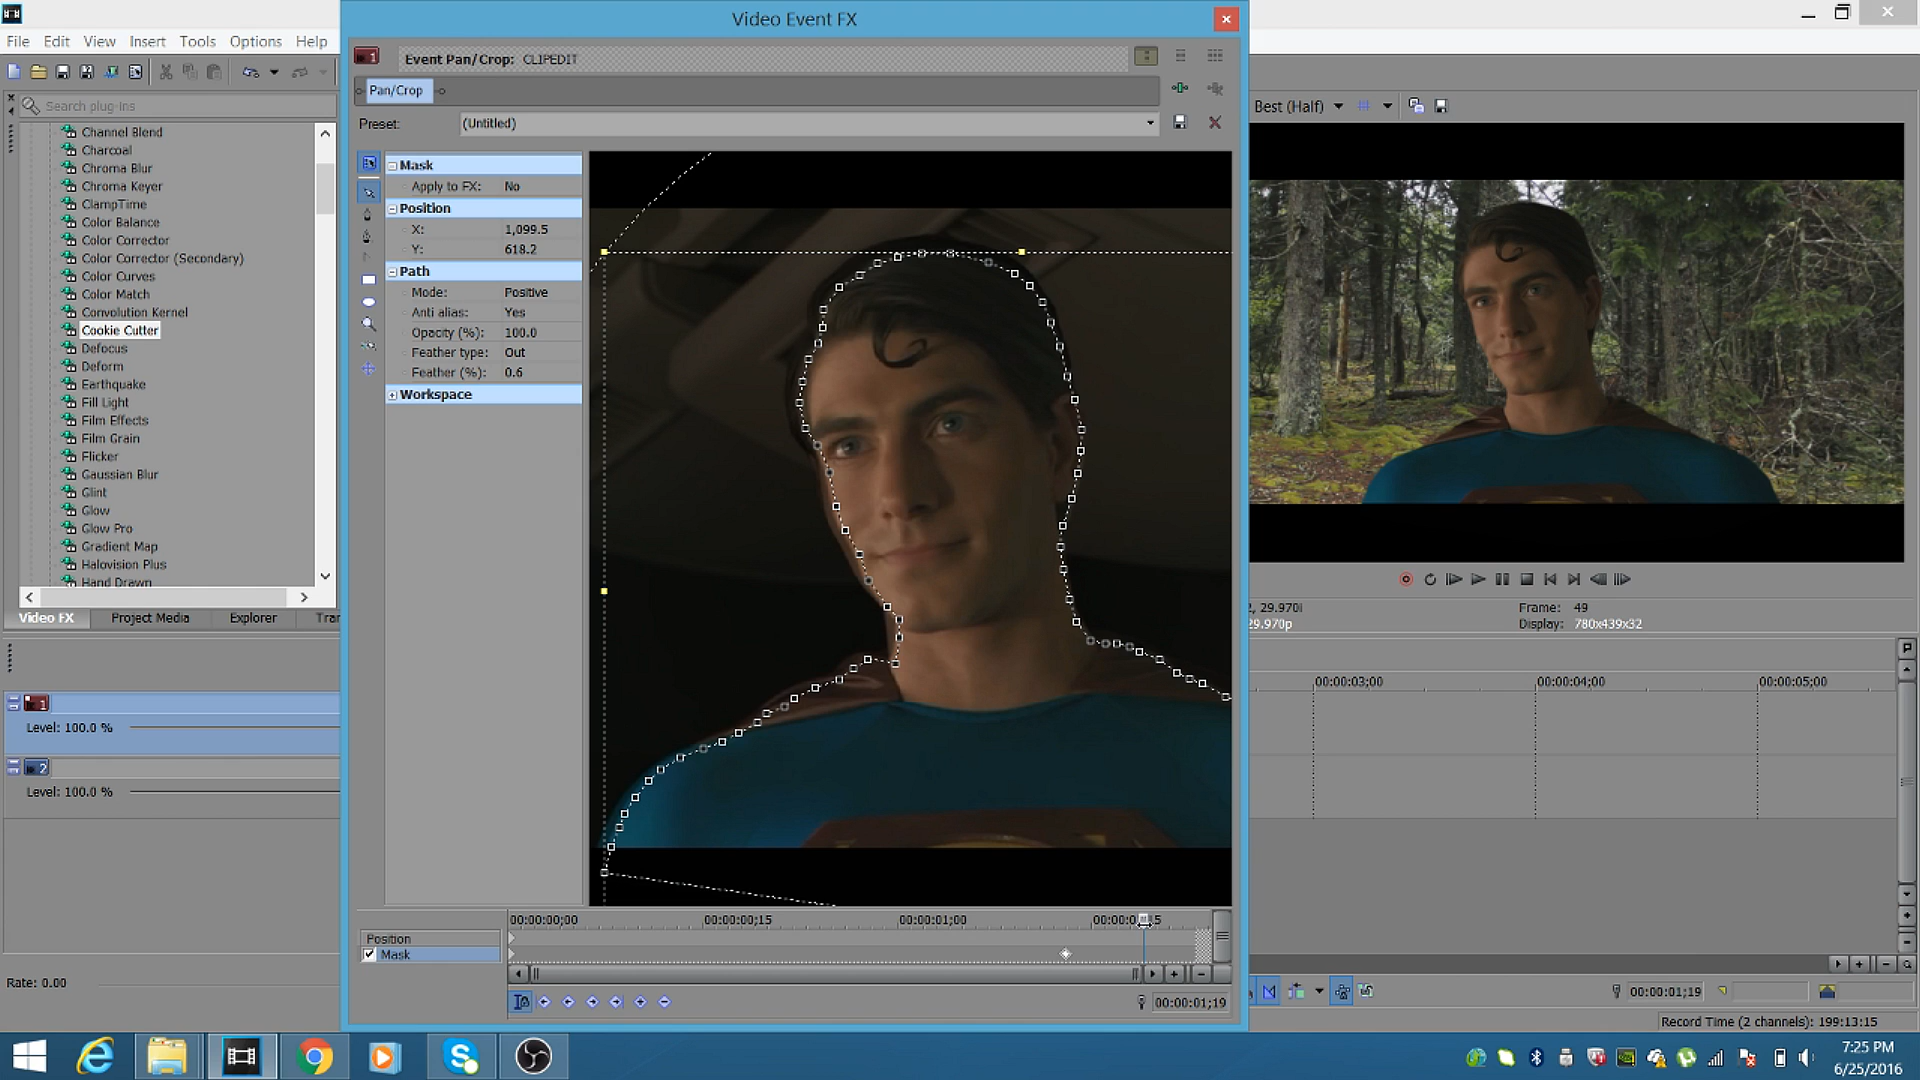 Video Event FX
File Edit View Insert Tools Options Help
Event Pan/Crop: CLIPEDIT
Pan/Crop
Preset: (Untitled)
Best (Half)
Search plug-ins
Channel Blend
Charcoal
Chroma Blur
Chroma Keyer
ClampTime
Color Balance
Color Corrector
Color Corrector (Secondary)
Color Curves
Color Match
Convolution Kernel
Cookie Cutter
Defocus
Deform
Earthquake
Fill Light
Film Effects
Film Grain
Flicker
Gaussian Blur
Glint
Glow
Glow Pro
Gradient Map
Halovision Plus
Hand Drawn
Video FX Project Media Explorer
Mask
Apply to FX: No
Position
X: 1,099.5
Y: 618.2
Path
Mode: Positive
Anti alias: Yes
Opacity (%): 100.0
Feather type: Out
Feather (%): 0.6
Workspace
2, 29.970i
29.970p
Frame: 49
Display: 780x439x32
1
Level: 100.0 %
2
Level: 100.0 %
Rate: 0.00
00:00:03;00 00:00:04;00 00:00:05;00
00:00:00;00 00:00:00;15 00:00:01;00
Position
Mask
00:00:01;19
00:00:01;19
Record Time (2 channels): 199:13:15
7:25 PM
6/25/2016